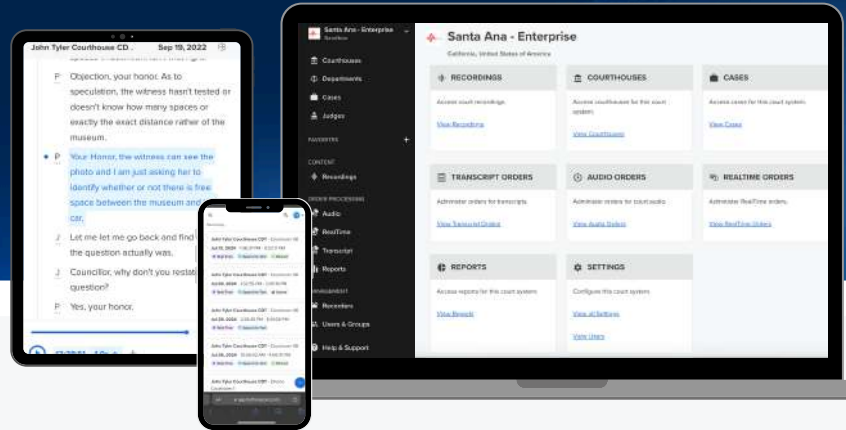 John Tyler Courthouse CD..
Sep 19, 2022
P Objection, your honor. As to
speculation, the witness hasn't tested or
doesn't know how many spaces or
exactly the exact distance rather of the
museum.
P Your Honor, the witness can see the
photo and I am just asking her to
identify whether or not there is free
space between the museum and
car.
J Let me let me go back and find
the question actually was.
J Councillor, why don't you
question?
P Yes, your honor.
John Tyler Courthouse CDT
John Tyler Courthouse CDT
John Tyler Courthouse CDT
John Tyler Courthouse CDT
John Tyler Courthouse CDT
Santa Ana - Enterprise
Courthouses
Departments
Cases
Judges
FAVORITES +
CONTENT
Recordings
ORDER PROCESSING
Audio
RealTime
Transcript
Reports
Recorders
Users & Groups
Help & Support
Santa Ana - Enterprise
California, United States of America
RECORDINGS
Access court recordings.
View Recordings
COURTHOUSES
Access courthouses for this court
system.
View Courthouses
CASES
Access cases for this court system.
View Cases
TRANSCRIPT ORDERS
Administer orders for transcripts.
View Transcript Orders
AUDIO ORDERS
Administer orders for court audio.
View Audio Orders
REALTIME ORDERS
Administer RealTime orders.
View RealTime Orders
REPORTS
Access reports for this court system.
View Reports
SETTINGS
Configure this court system.
View all Settings
View Users